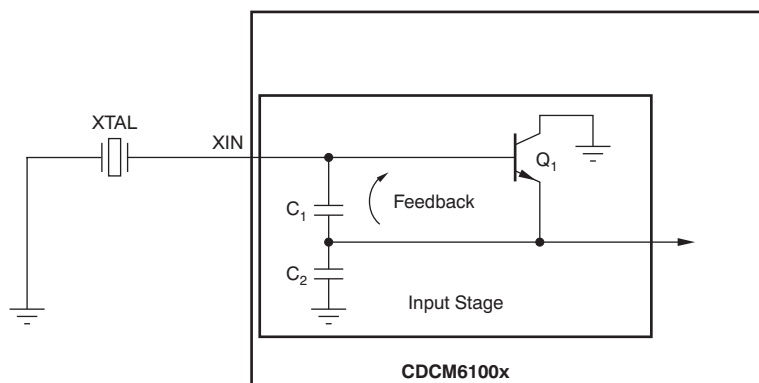 XTAL
XIN
Q1
C1
Feedback
C2
Input Stage
CDCM6100x